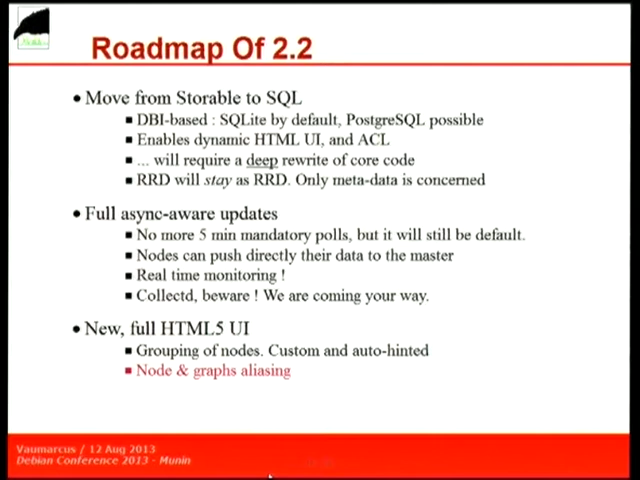 Roadmap Of 2.2
• Move from Storable to SQL
▪ DBI-based : SQLite by default, PostgreSQL possible
▪ Enables dynamic HTML UI, and ACL
▪ ... will require a deep rewrite of core code
▪ RRD will stay as RRD. Only meta-data is concerned
• Full async-aware updates
▪ No more 5 min mandatory polls, but it will still be default.
▪ Nodes can push directly their data to the master
▪ Real time monitoring !
▪ Collectd, beware ! We are coming your way.
• New, full HTML5 UI
▪ Grouping of nodes. Custom and auto-hinted
▪ Node & graphs aliasing
Vaumarcus / 12 Aug 2013
Debian Conference 2013 - Munin